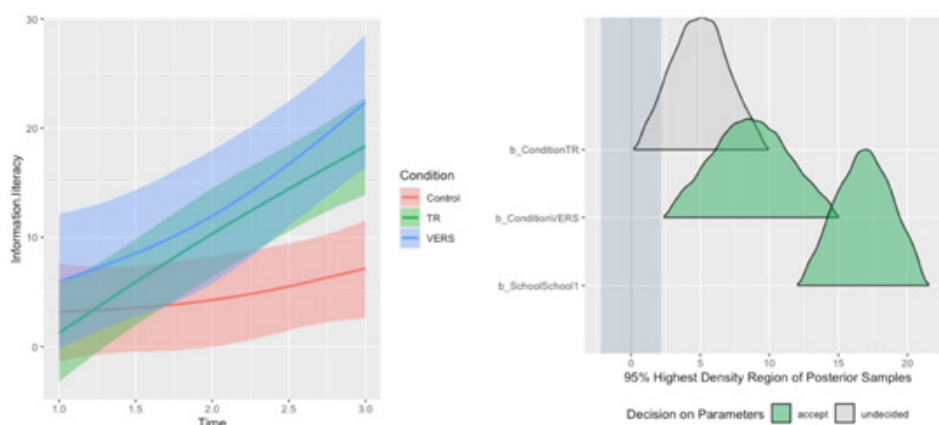 30
20
10
0
Information.literacy
1.0
1.5
2.0
2.5
3.0
Time
Condition
Control
TR
VERS
b_ConditionTR
b_ConditionVERS
b_SchoolSchool1
0
5
10
15
20
95% Highest Density Region of Posterior Samples
Decision on Parameters accept undecided